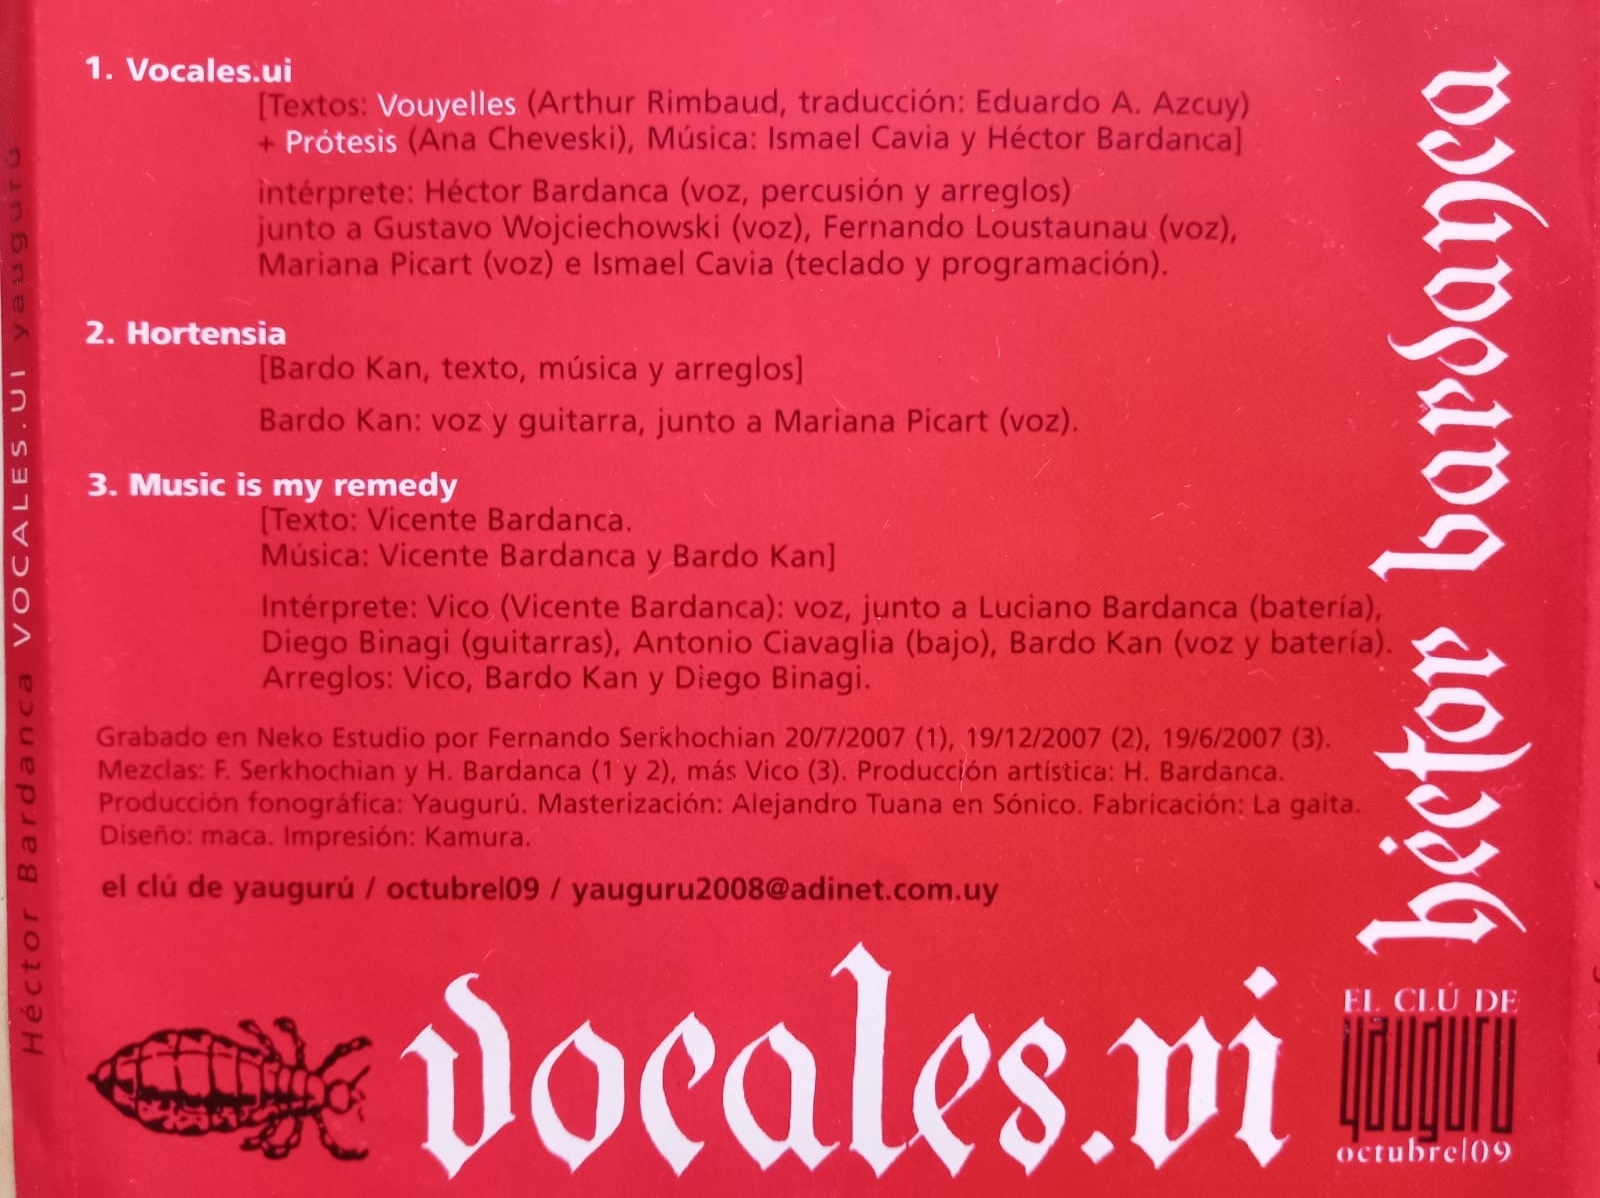 1. Vocales.ui
[Textos: Vouyelles (Arthur Rimbaud, traducción: Eduardo A. Azcuy)
+ Prótesis (Ana Cheveski), Música: Ismael Cavia y Héctor Bardanca]
intérprete: Héctor Bardanca (voz, percusión y arreglos)
junto a Gustavo Wojciechowski (voz), Fernando Loustaunau (voz),
Mariana Picart (voz) e Ismael Cavia (teclado y programación).
2. Hortensia
[Bardo Kan, texto, música y arreglos]
Bardo Kan: voz y guitarra, junto a Mariana Picart (voz).
3. Music is my remedy
[Texto: Vicente Bardanca.
Música: Vicente Bardanca y Bardo Kan]
Intérprete: Vico (Vicente Bardanca): voz, junto a Luciano Bardanca (batería),
Diego Binagi (guitarras), Antonio Ciavaglia (bajo), Bardo Kan (voz y batería).
Arreglos: Vico, Bardo Kan y Diego Binagi.
Grabado en Neko Estudio por Fernando Serkhochian 20/7/2007 (1), 19/12/2007 (2), 19/6/2007 (3).
Mezclas: F. Serkhochian y H. Bardanca (1 y 2), más Vico (3). Producción artística: H. Bardanca.
Producción fonográfica: Yaugurú. Masterización: Alejandro Tuana en Sónico. Fabricación: La gaita.
Diseño: maca. Impresión: Kamura.
el clú de yaugurú / octubre|09 / yauguru2008@adinet.com.uy
vocales.ui
héctor bardanca
EL CLÚ DE
yauguru
octubre|09
Héctor Bardanca VOCALES.UI yaugurú